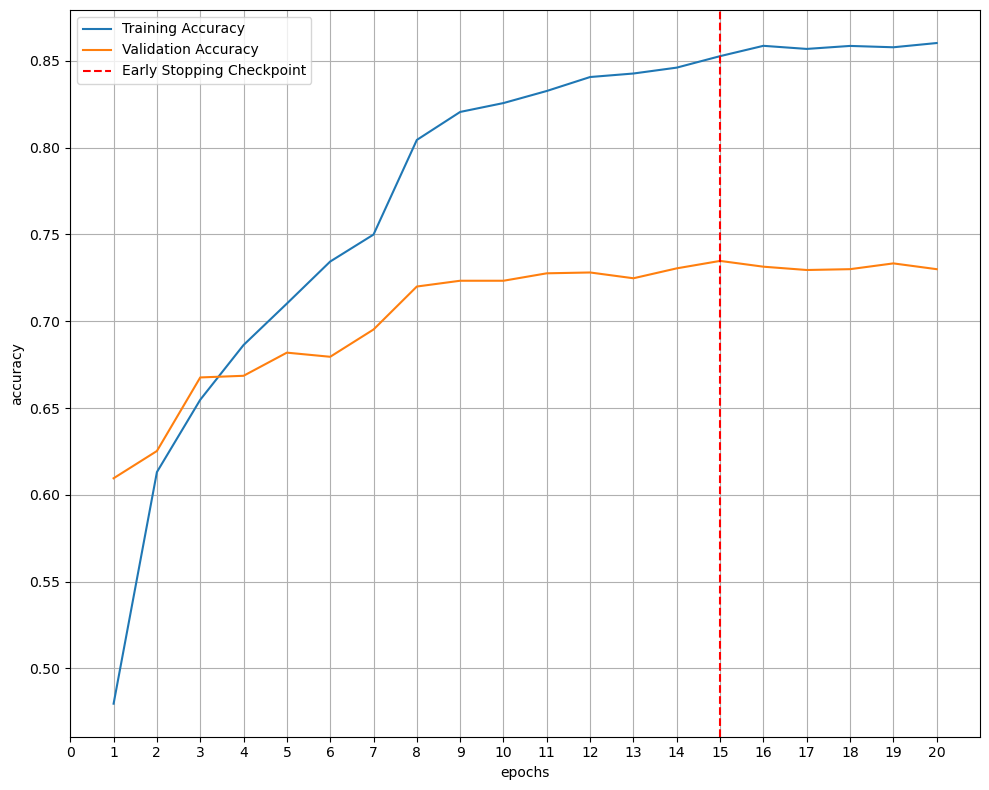 Training Accuracy
Validation Accuracy
Early Stopping Checkpoint
0.85
0.80
0.75
0.70
0.65
0.60
0.55
0.50
accuracy
0 1 2 3 4 5 6 7 8 9 10 11 12 13 14 15 16 17 18 19 20
epochs